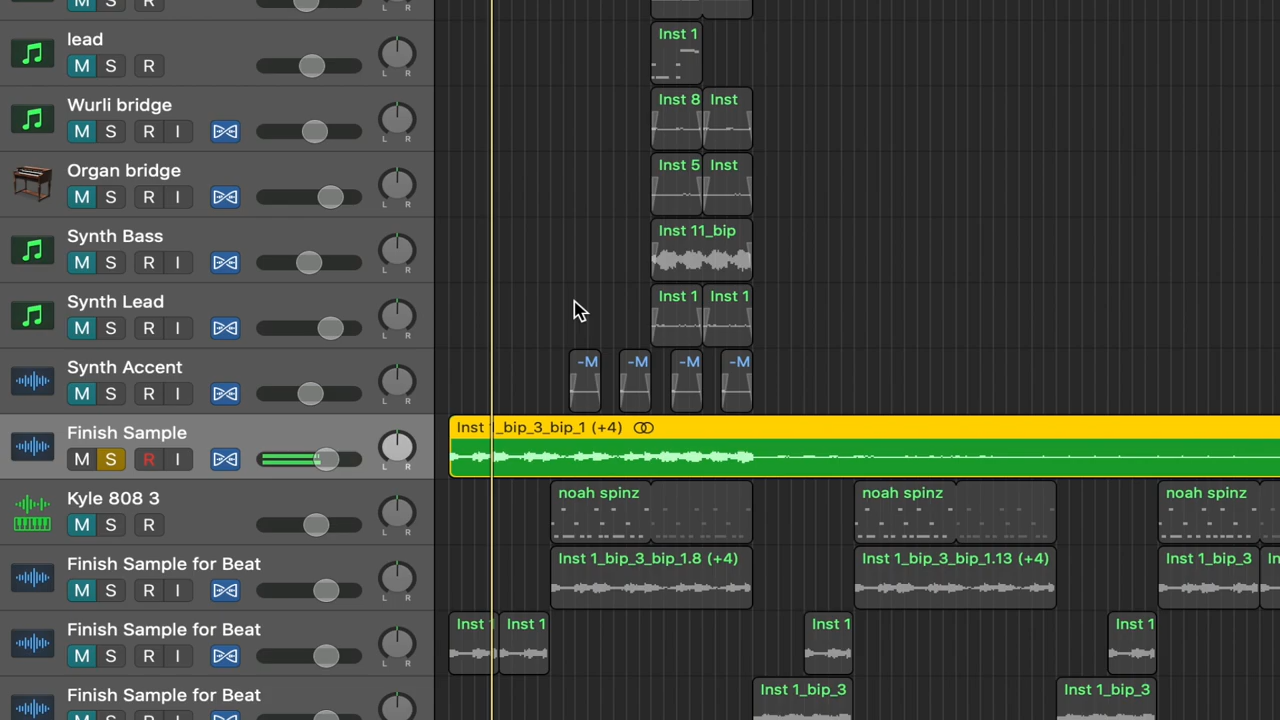 M S R
lead
M S R
L R
Inst 1
Wurli bridge
M S R I
L R
Inst 8 Inst
Organ bridge
M S R I
L R
Inst 5 Inst
Synth Bass
M S R I
L R
Inst 11_bip
Synth Lead
M S R I
L R
Inst 1 Inst 1
Synth Accent
M S R I
L R
-M -M -M -M
Finish Sample
M S R I
L R
Inst 1_bip_3_bip_1 (+4)
Kyle 808 3
M S R
L R
noah spinz noah spinz noah spinz
Finish Sample for Beat
M S R I
L R
Inst 1_bip_3_bip_1.8 (+4) Inst 1_bip_3_bip_1.13 (+4) Inst 1_bip_3 In
Finish Sample for Beat
M S R I
L R
Inst 1 Inst 1 Inst 1 Inst 1
Finish Sample for Beat
M S R I
Inst 1_bip_3 Inst 1_bip_3